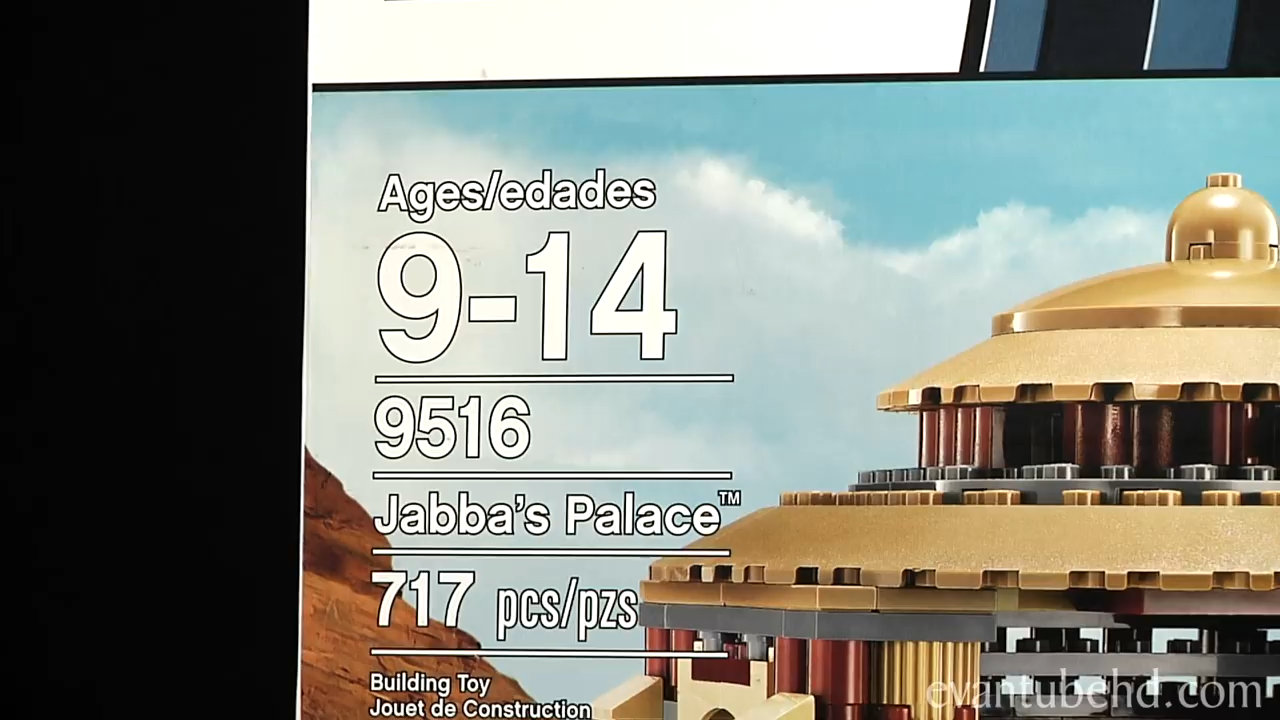 Ages/edades
9-14
9516
Jabba's Palace™
717 pcs/pzs
Building Toy
Jouet de Construction
evantubehd.com